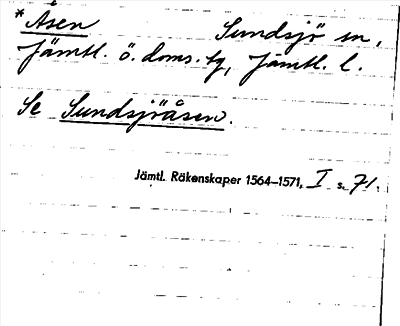 *Åsen Sundsjö sn,
Jämtl. ö. doms. tg, Jämtl. l.
Se Sundsjöåsen.
Jämtl. Räkenskaper 1564–1571, I s. 71.